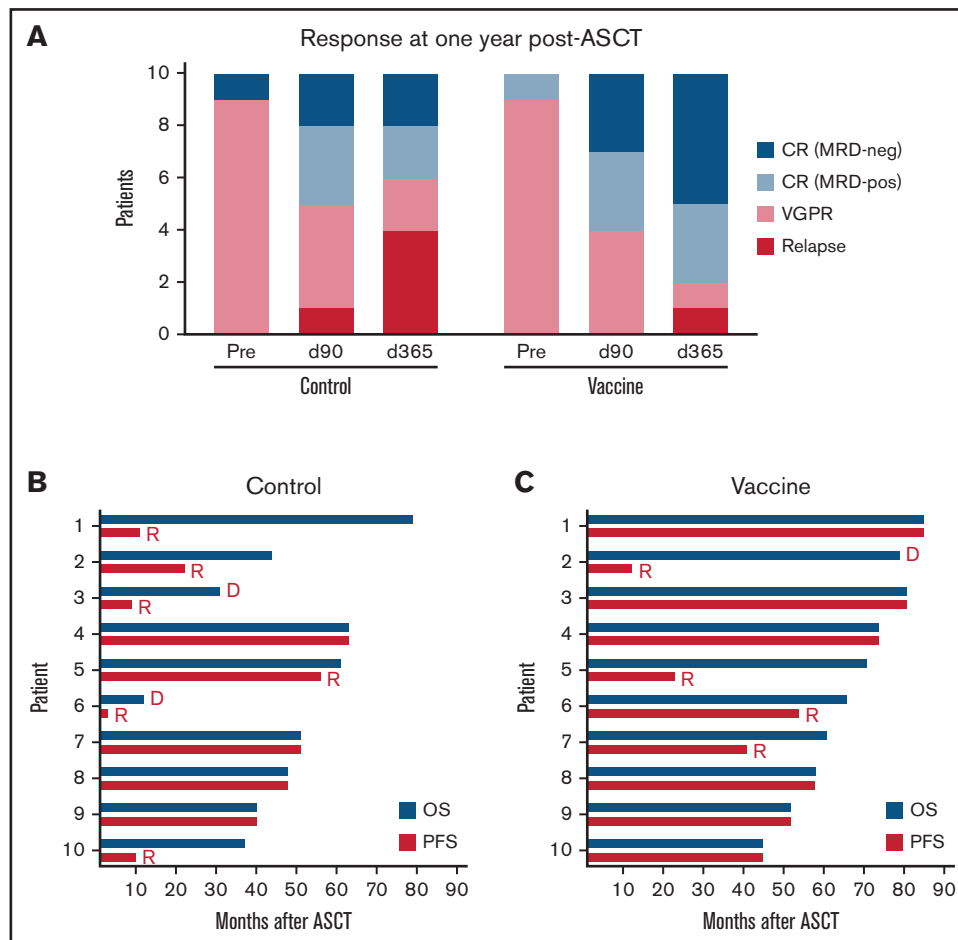 A
Response at one year post-ASCT
10
8
6
4
2
0
Patients
Pre d90 d365 Pre d90 d365
Control Vaccine
CR (MRD-neg)
CR (MRD-pos)
VGPR
Relapse
B Control
Patient
1
R
2
R
3 D
R
4
5
R
6 D
R
7
8
9
10
R
OS
PFS
10 20 30 40 50 60 70 80 90
Months after ASCT
C Vaccine
Patient
1
2 D
R
3
4
5
R
6
R
7
R
8
9
10
OS
PFS
10 20 30 40 50 60 70 80 90
Months after ASCT